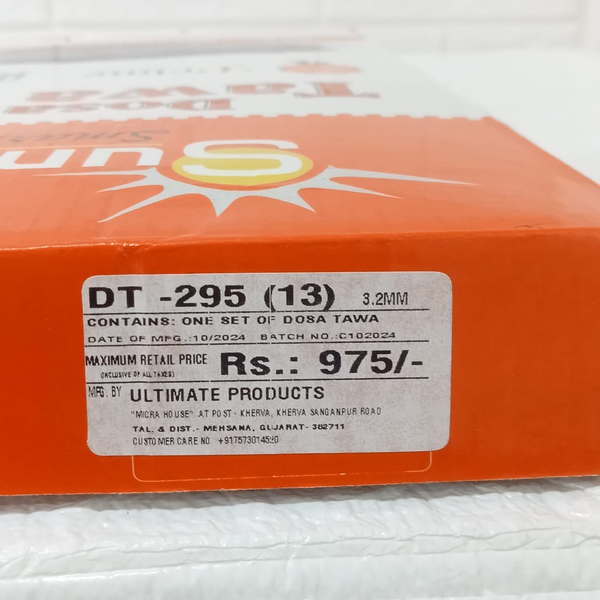 Dosa
Tawa
Sun
DT -295 (13) 3.2MM
CONTAINS: ONE SET OF DOSA TAWA
DATE OF MFG.:10/2024 BATCH NO.:C102024
MAXIMUM RETAIL PRICE Rs.: 975/-
(INCLUSIVE OF ALL TAXES)
MFG. BY ULTIMATE PRODUCTS
"MICRA HOUSE" AT POST - KHERVA, KHERVA SANGANPUR ROAD
TAL. & DIST.- MEHSANA, GUJARAT- 382711
CUSTOMER CARE NO. +917573014520